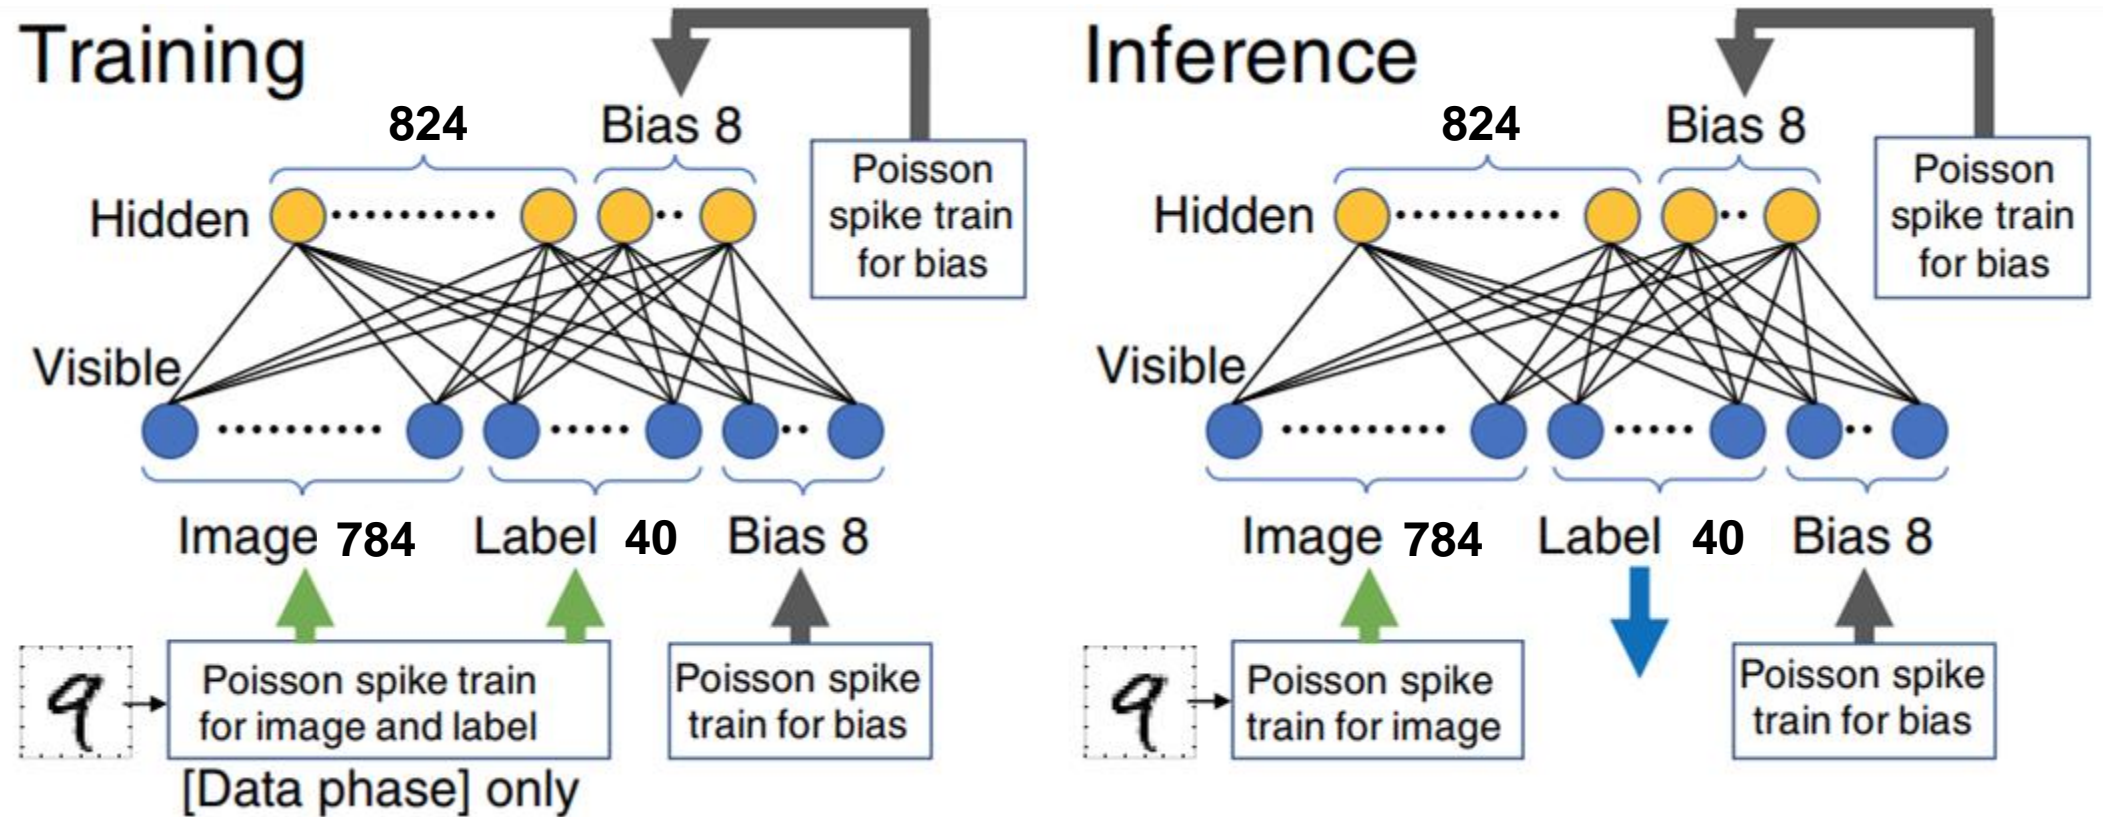 Training
824
Bias 8
Poisson
spike train
for bias
Hidden
Visible
Image 784
Label 40
Bias 8
9
Poisson spike train
for image and label
Poisson spike
train for bias
[Data phase] only
Inference
824
Bias 8
Poisson
spike train
for bias
Hidden
Visible
Image 784
Label 40
Bias 8
9
Poisson spike
train for image
Poisson spike
train for bias